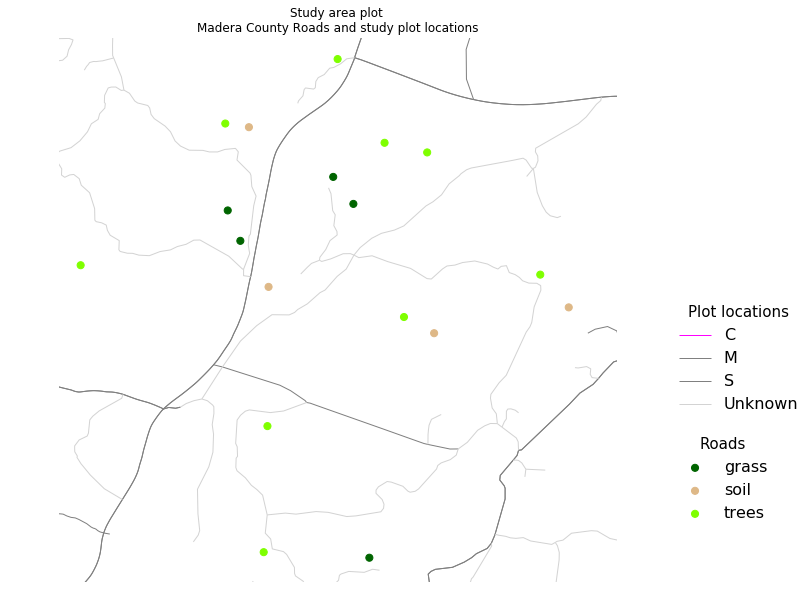 Study area plot
Madera County Roads and study plot locations
Plot locations
C
M
S
Unknown
Roads
grass
soil
trees